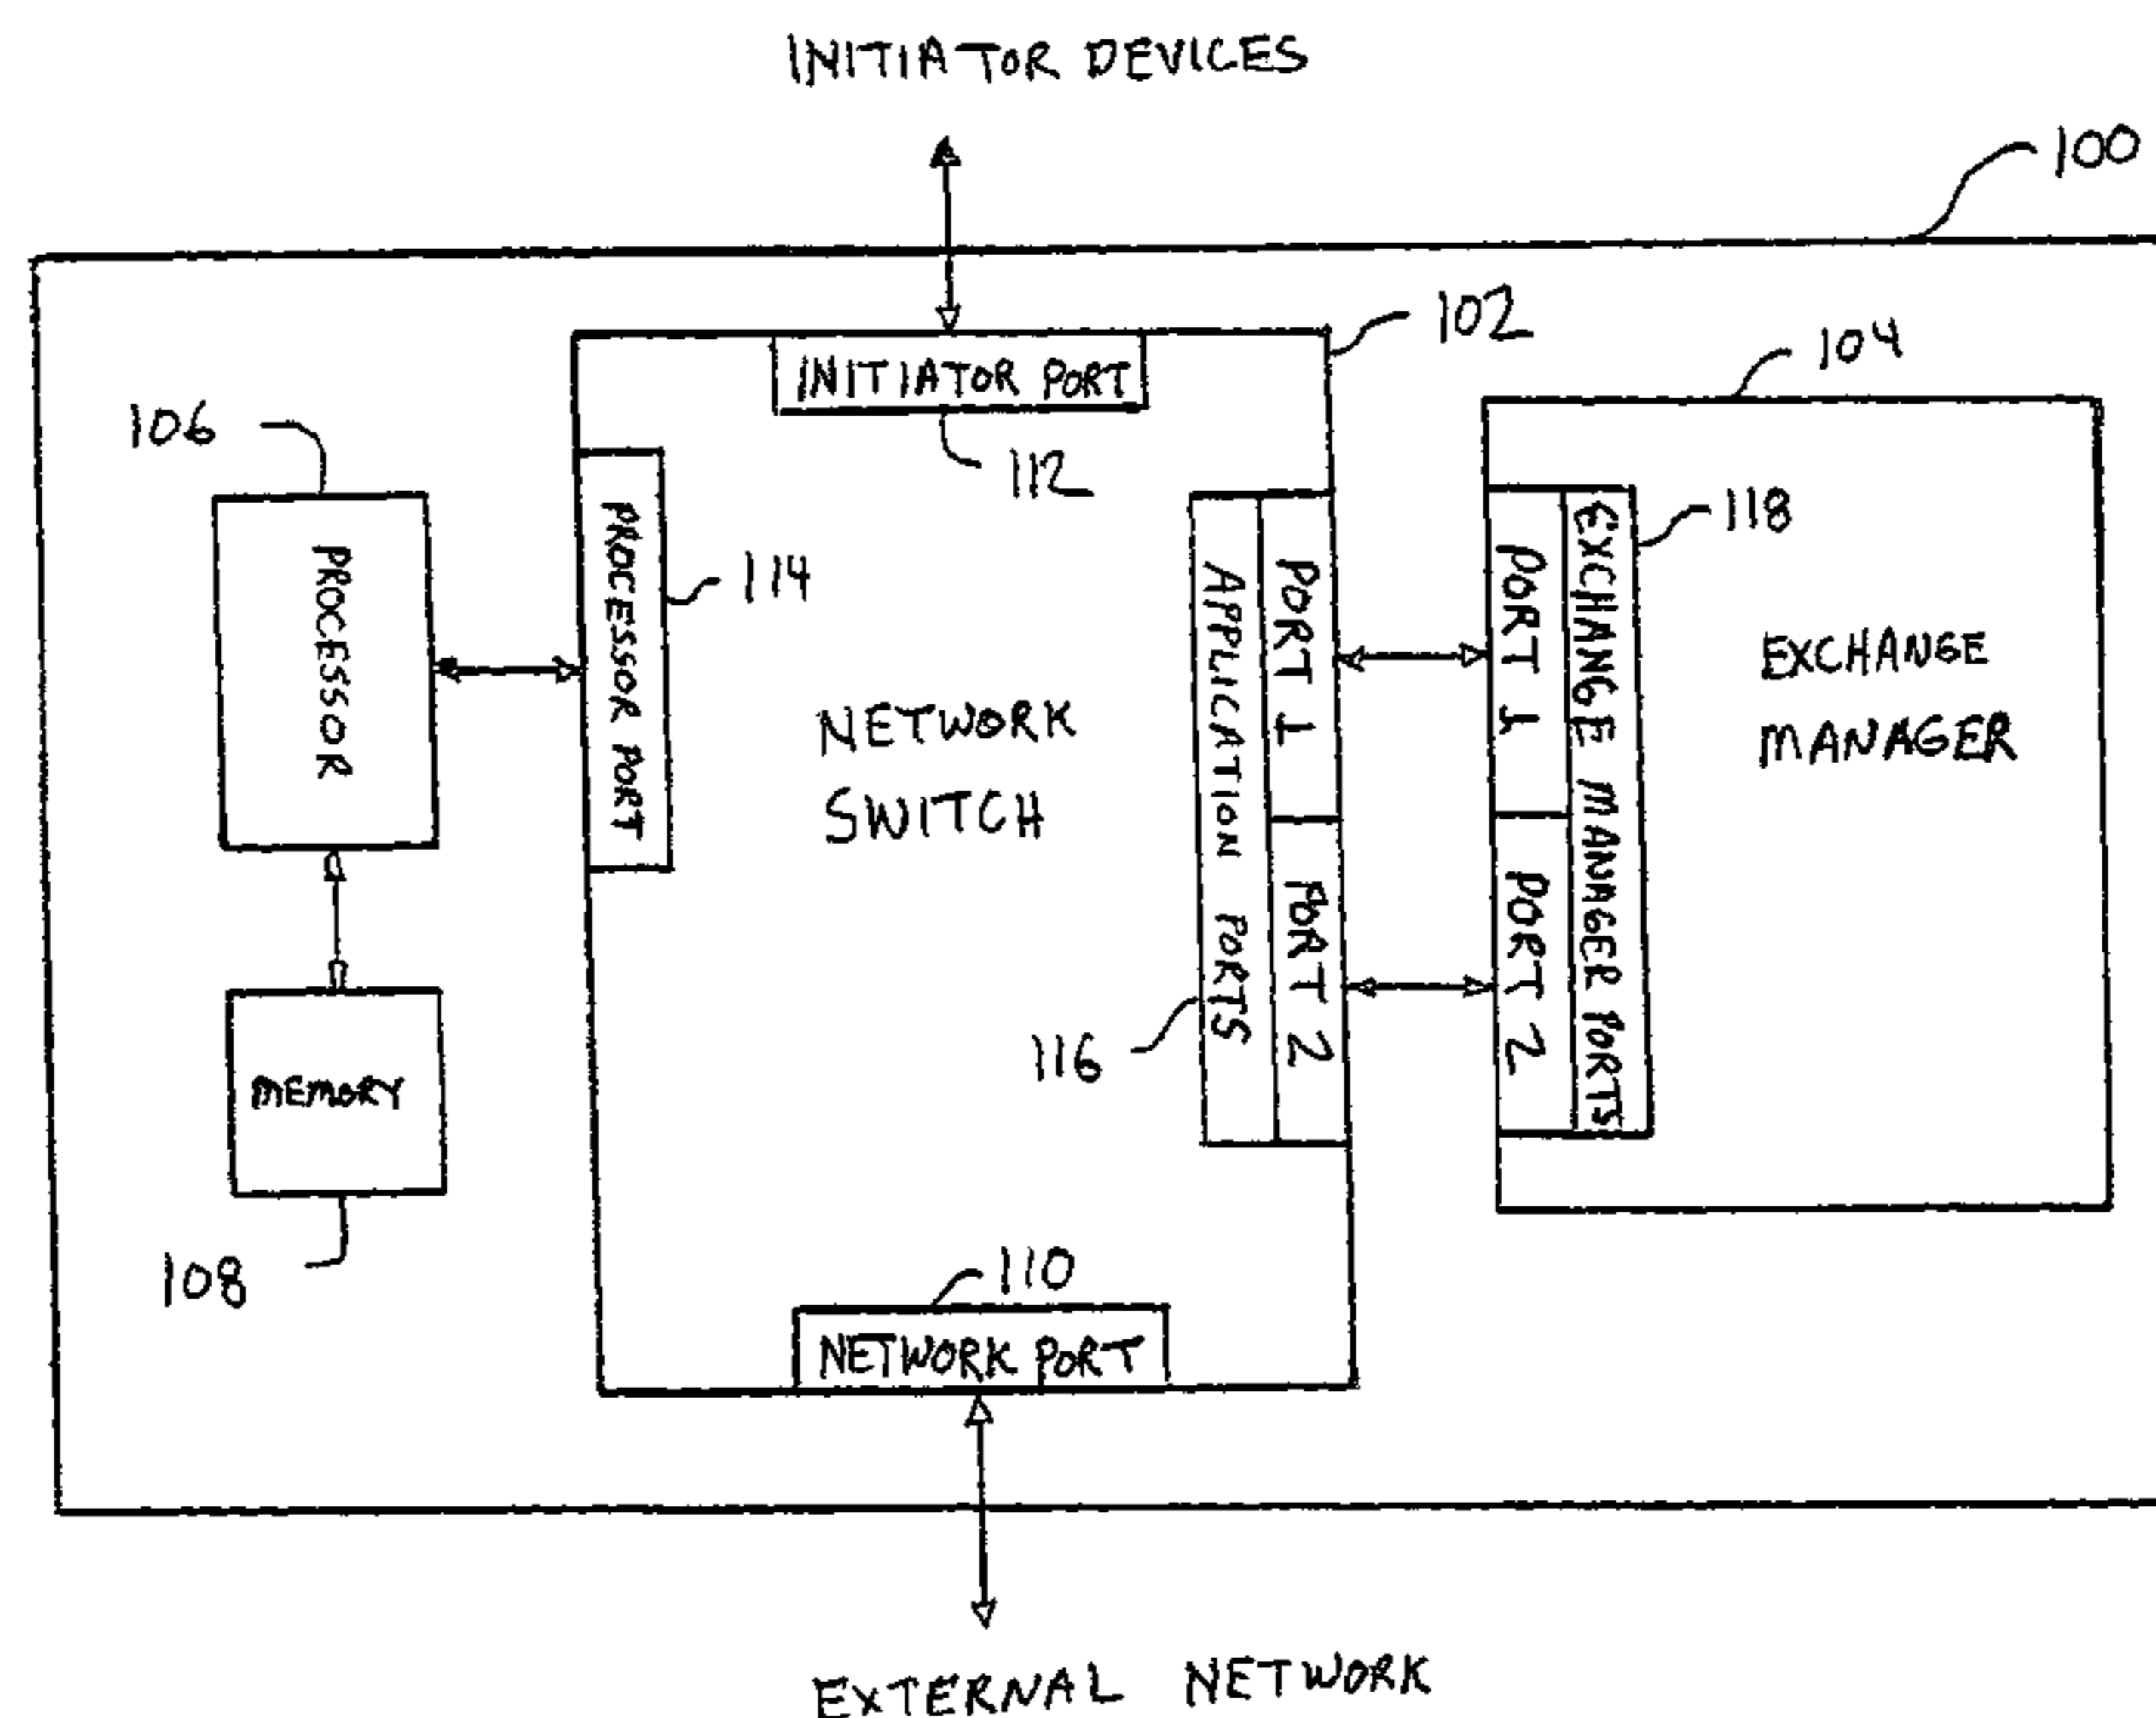 INITIATOR DEVICES
100
102
104
INITIATOR PORT
106
112
118
114
PROCESSOR
PROCESSOR PORT
NETWORK
SWITCH
APPLICATION PORTS
PORT 1
PORT 2
PORT 1
PORT 2
EXCHANGE MANAGER PORTS
EXCHANGE
MANAGER
116
MEMORY
108
110
NETWORK PORT
EXTERNAL NETWORK